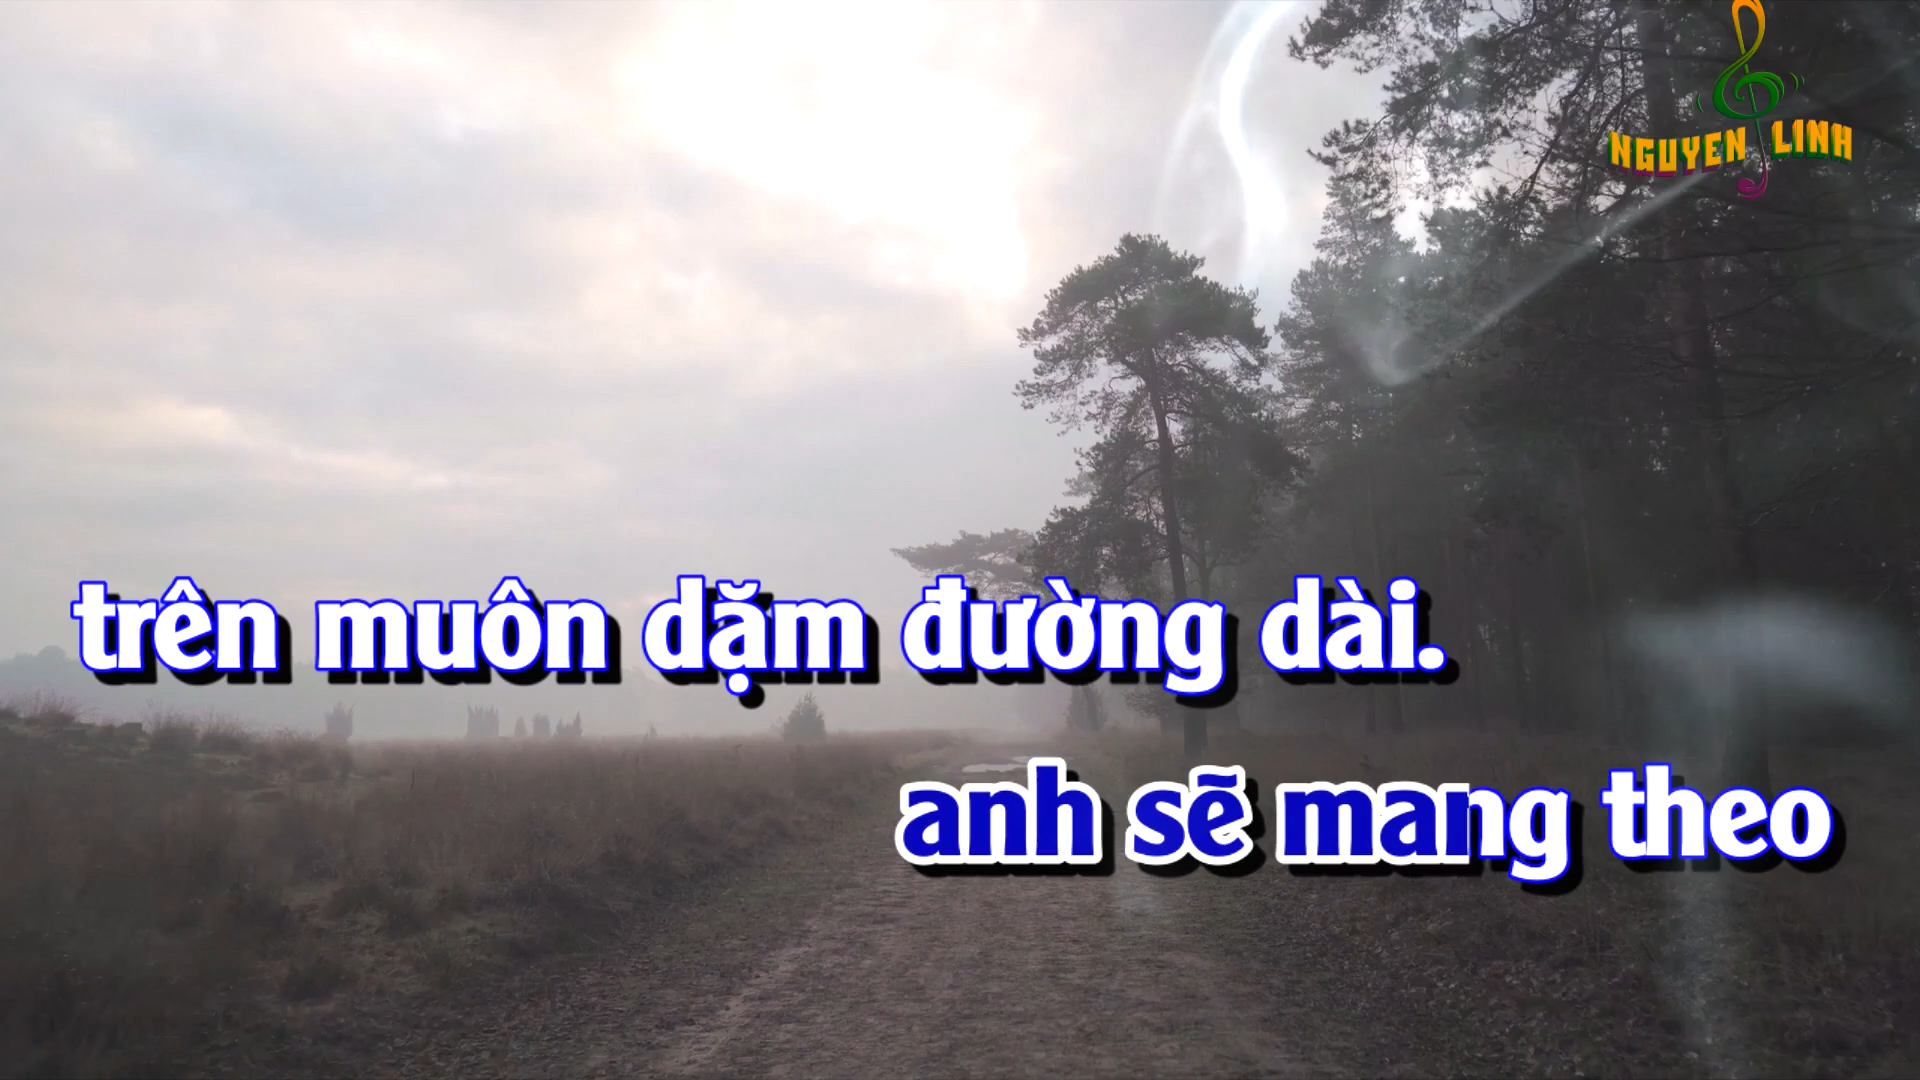 NGUYEN LINH
trên muôn dặm đường dài.
anh sẽ mang theo